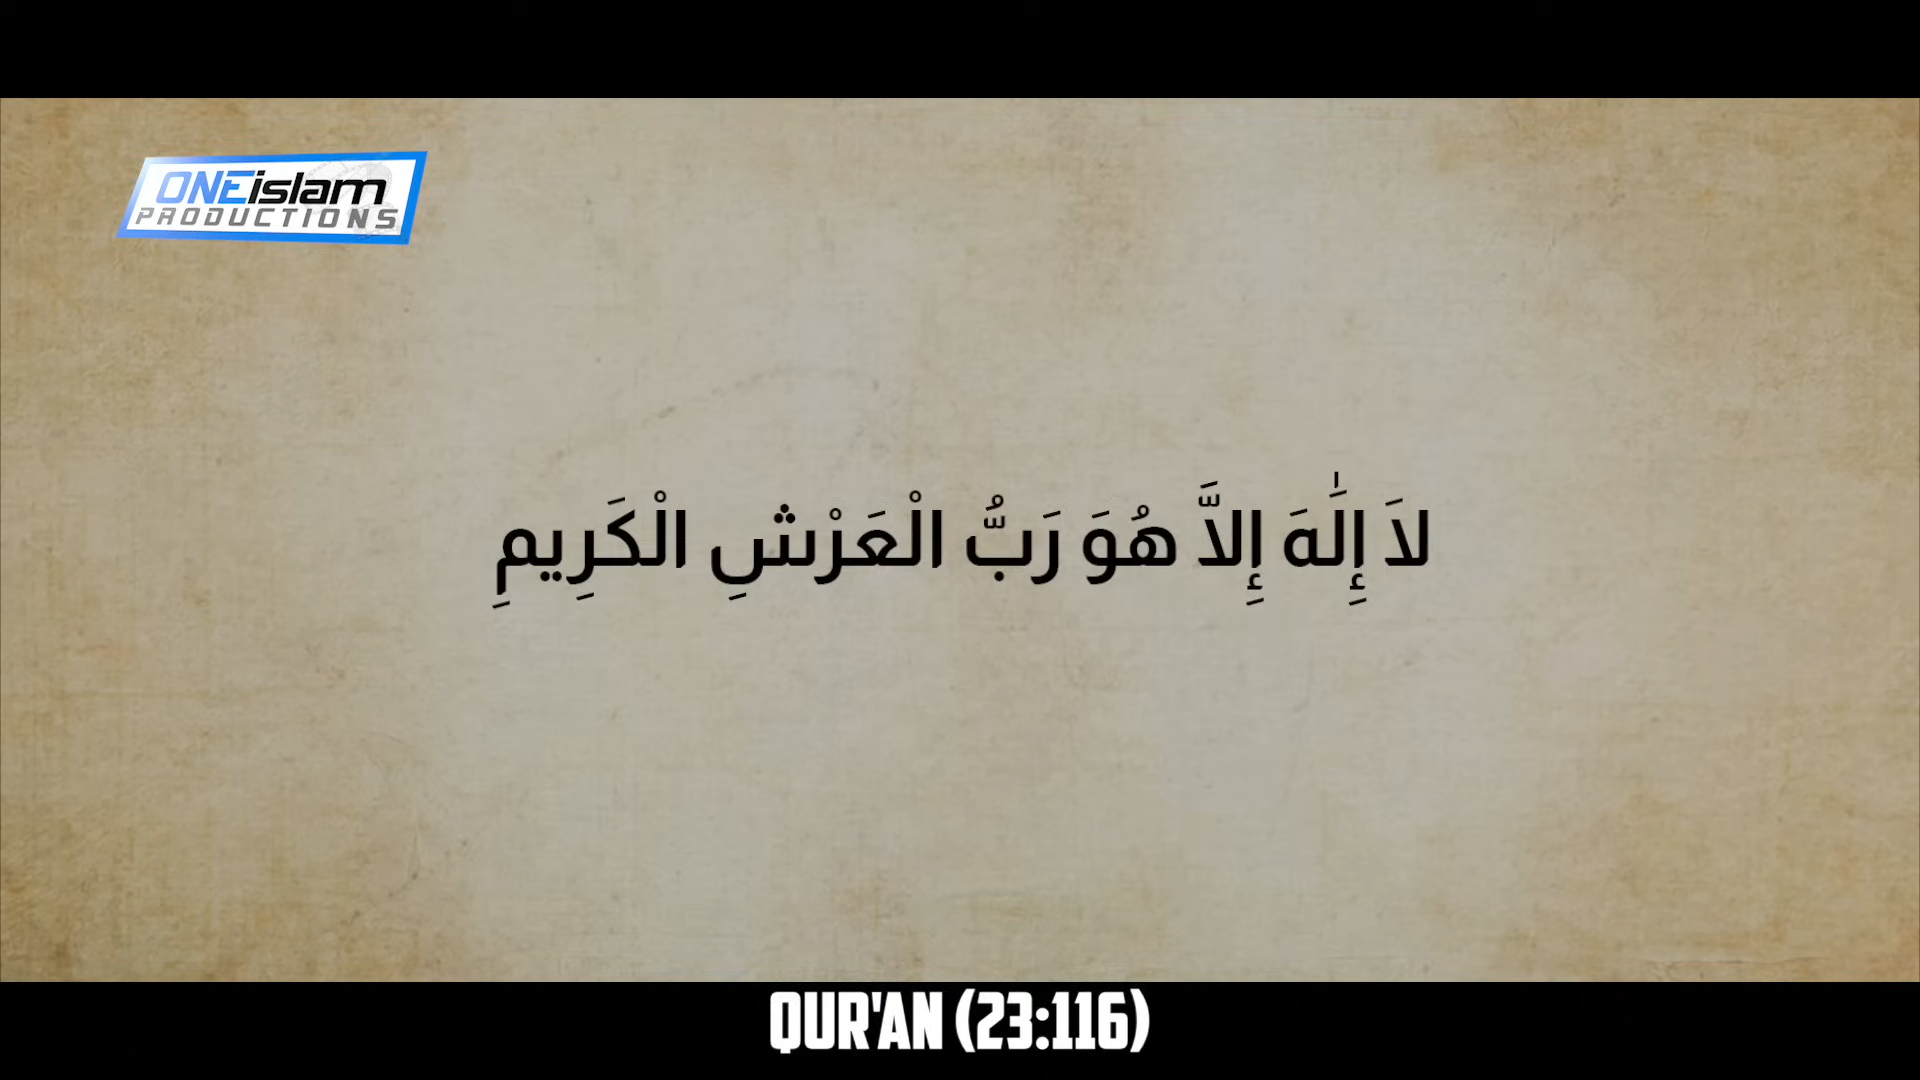 ONEislam
PRODUCTIONS
لاَ إِلَٰهَ إِلاَّ هُوَ رَبُّ الْعَرْشِ الْكَرِيمِ
QUR'AN (23:116)